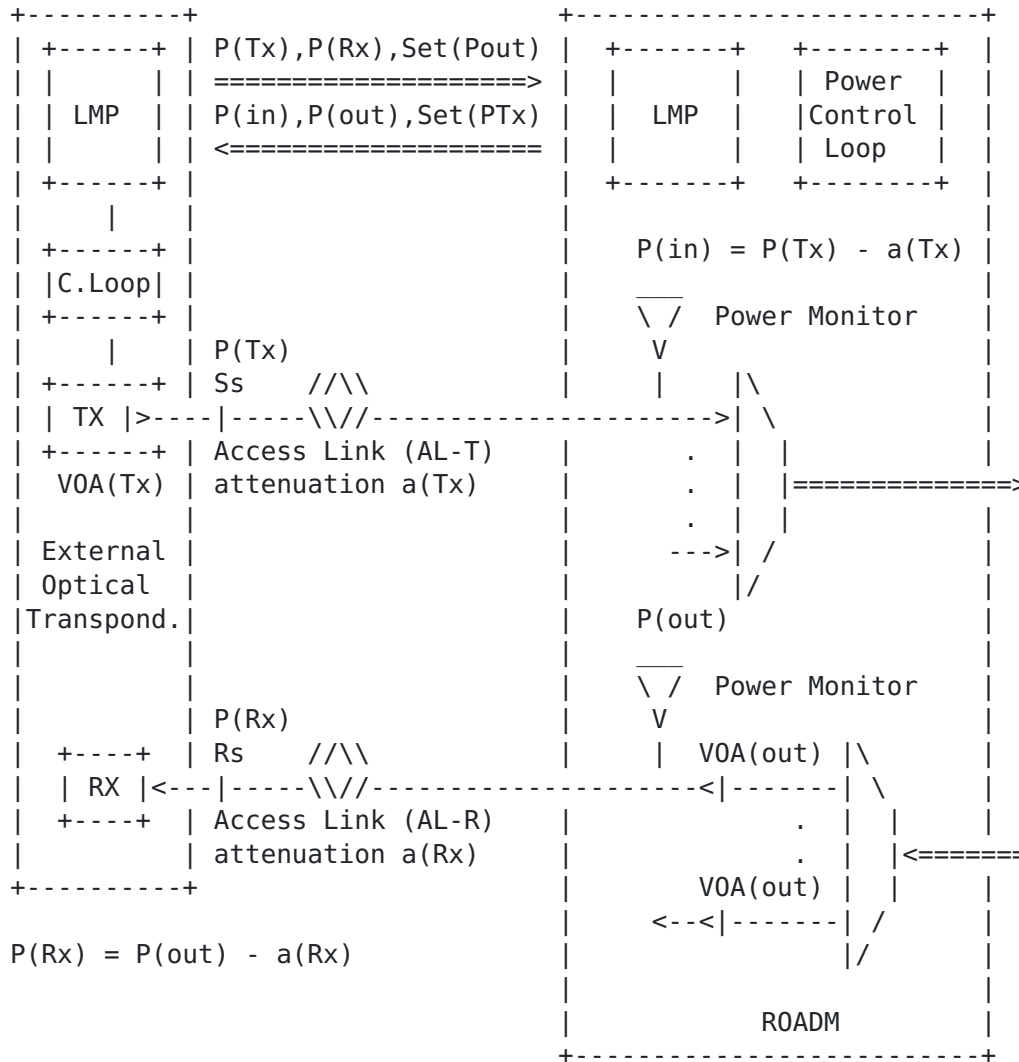 P(Tx),P(Rx),Set(Pout)
Power
LMP P(in),P(out),Set(PTx) LMP Control
Loop
P(in) = P(Tx) - a(Tx)
C.Loop
Power Monitor
P(Tx) V
Ss
TX
Access Link (AL-T)
VOA(Tx) attenuation a(Tx)
External
Optical
Transpond. P(out)
Power Monitor
P(Rx) V
Rs VOA(out)
RX
Access Link (AL-R)
attenuation a(Rx)
VOA(out)
P(Rx) = P(out) - a(Rx)
ROADM